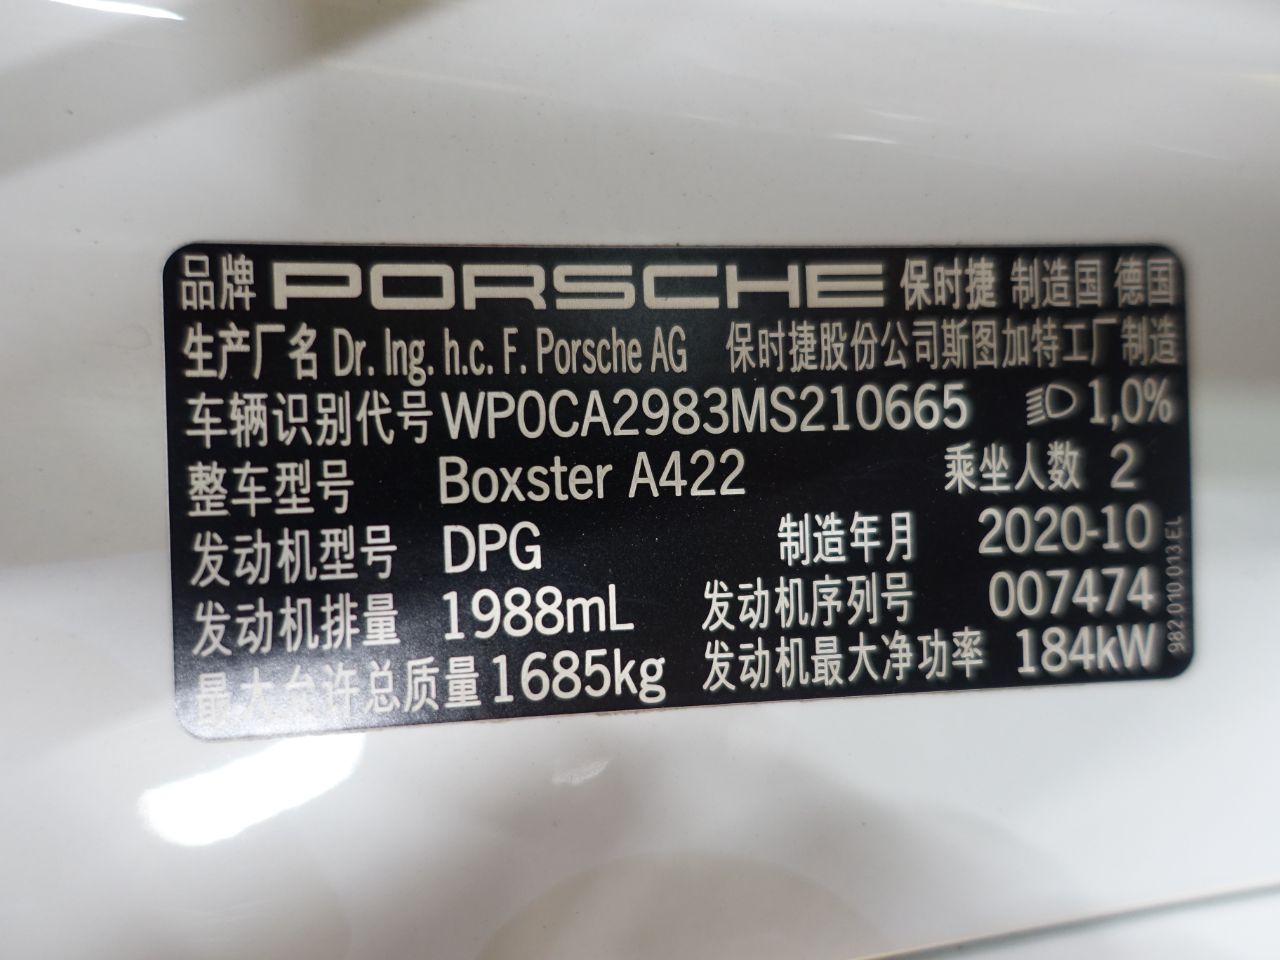 品牌 PORSCHE 保时捷 制造国 德国
生产厂名 Dr. Ing. h.c. F. Porsche AG 保时捷股份公司斯图加特工厂制造
车辆识别代号 WP0CA2983MS210665 1,0%
整车型号 Boxster A422 乘坐人数 2
发动机型号 DPG 制造年月 2020-10
发动机排量 1988mL 发动机序列号 007474
最大允许总质量 1685kg 发动机最大净功率 184kW
982 010 013 EL